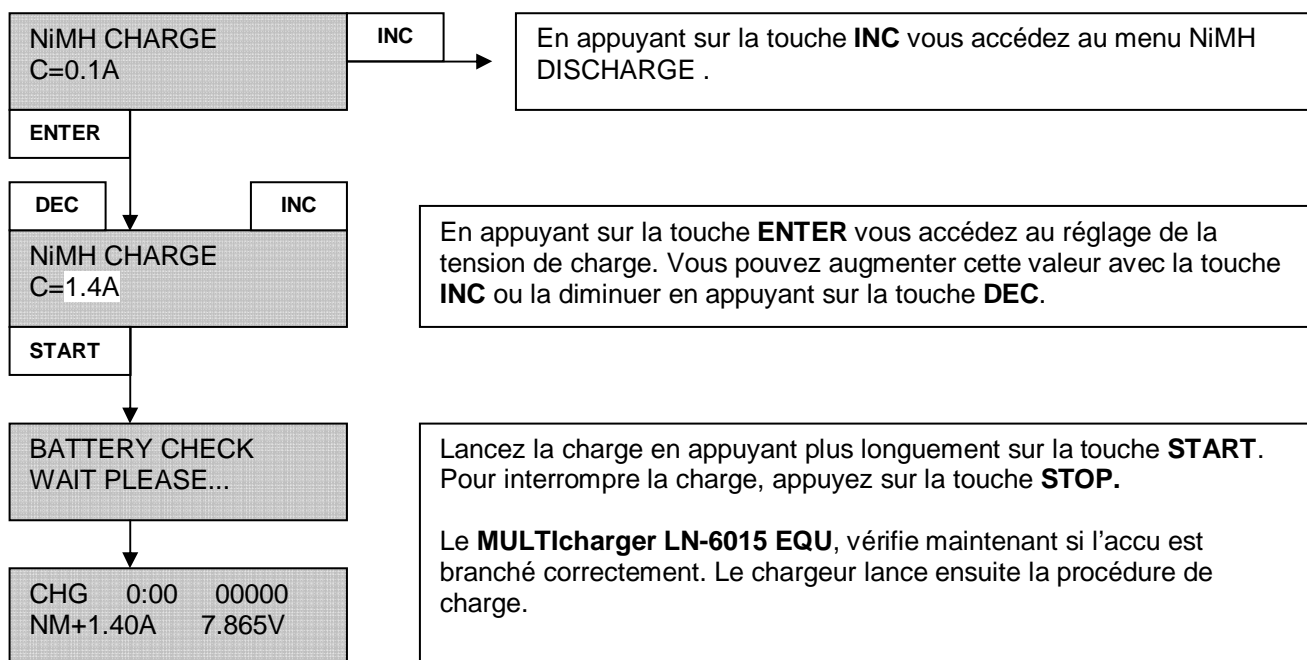 NiMH CHARGE
C=0.1A
INC
En appuyant sur la touche INC vous accédez au menu NiMH
DISCHARGE .
ENTER
DEC
INC
NiMH CHARGE
C=1.4A
En appuyant sur la touche ENTER vous accédez au réglage de la
tension de charge. Vous pouvez augmenter cette valeur avec la touche
INC ou la diminuer en appuyant sur la touche DEC.
START
BATTERY CHECK
WAIT PLEASE...
Lancez la charge en appuyant plus longuement sur la touche START.
Pour interrompre la charge, appuyez sur la touche STOP.
Le MULTIcharger LN-6015 EQU, vérifie maintenant si l’accu est
branché correctement. Le chargeur lance ensuite la procédure de
charge.
CHG 0:00 00000
NM+1.40A 7.865V